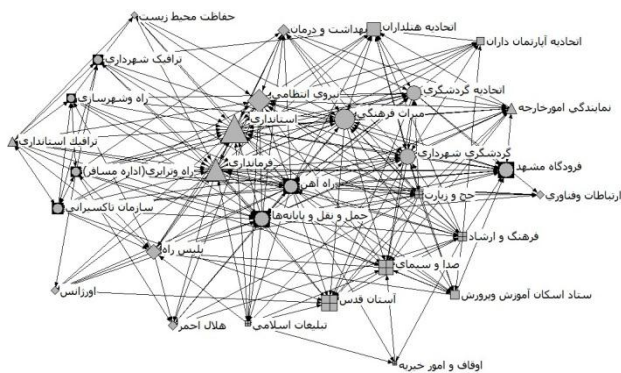 حفاظت محیط زیست
بهداشت و درمان
اتحادیه هتلداران
اتحادیه آپارتمان داران
ترافیک شهرداری
نیروی انتظامی
اتحادیه گردشگری
راه وشهرسازی
استانداری
میراث فرهنگی
نمایندگی امورخارجه
ترافیک استانداری
گردشگری شهرداری
راه وترابری(اداره مسافر)
فرمانداری
فرودگاه مشهد
راه آهن
حج و زیارت
ارتباطات وفناوری
سازمان تاکسیرانی
حمل و نقل و پایانه‌ها
فرهنگ و ارشاد
پلیس راه
صدا و سیمای
اورژانس
آستان قدس
ستاد اسکان آموزش وپرورش
هلال احمر
تبلیغات اسلامی
اوقاف و امور خیریه